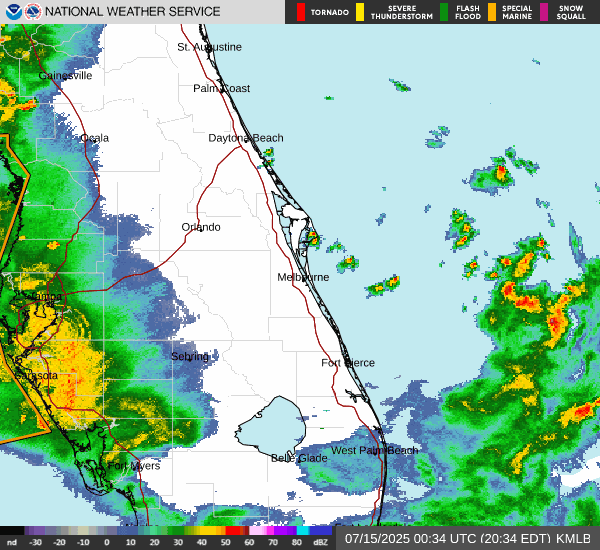 NATIONAL WEATHER SERVICE
TORNADO
SEVERE THUNDERSTORM
FLASH FLOOD
SPECIAL MARINE
SNOW SQUALL
St. Augustine
Gainesville
Palm Coast
Ocala
Daytona Beach
Orlando
Melbourne
Tampa
Sebring
Fort Pierce
Sarasota
West Palm Beach
Belle Glade
Fort Myers
nd -30 -20 -10 0 10 20 30 40 50 60 70 80 dBZ
07/15/2025 00:34 UTC (20:34 EDT) KMLB